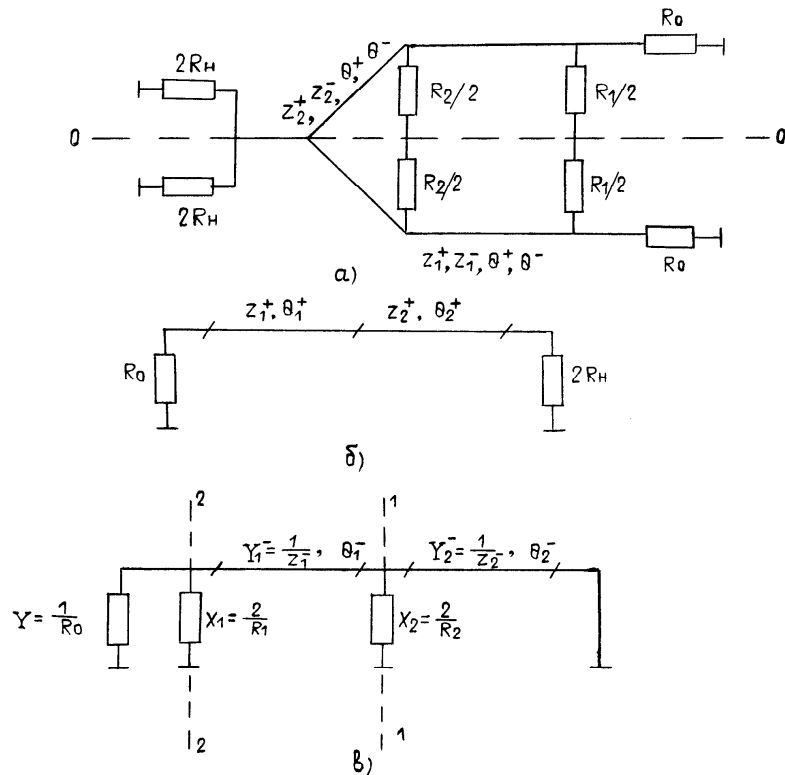 R₀
2Rн
Z₂⁺, Z₂⁻, θ⁺, θ⁻
R₂/2
R₁/2
0
0
R₂/2
R₁/2
2Rн
R₀
Z₁⁺, Z₁⁻, θ⁺, θ⁻
а)
Z₁⁺, θ₁⁺
Z₂⁺, θ₂⁺
R₀
2Rн
б)
2
1
Y₁⁻ = 1/Z₁⁻, θ₁⁻
Y₂⁻ = 1/Z₂⁻, θ₂⁻
Y = 1/R₀
X₁ = 2/R₁
X₂ = 2/R₂
2
1
в)